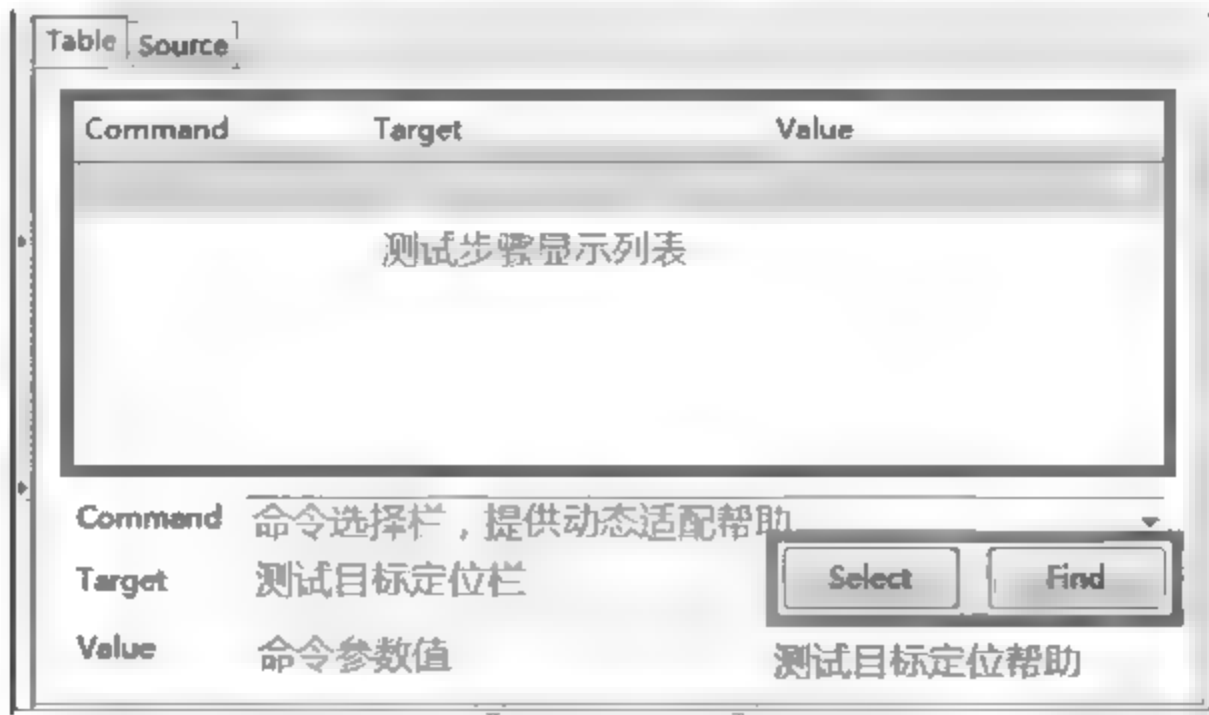 Table Source
Command Target Value
测试步骤显示列表
Command 命令选择栏，提供动态适配帮助
Target 测试目标定位栏 Select Find
Value 命令参数值 测试目标定位帮助